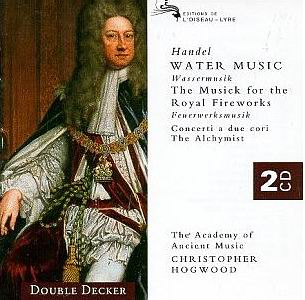 EDITIONS DE
L'OISEAU-LYRE
Handel
WATER MUSIC
Wassermusik
The Musick for the
Royal Fireworks
Feuerwerksmusik
Concerti a due cori
The Alchymist
2CD
The Academy of
Ancient Music
CHRISTOPHER
HOGWOOD
DOUBLE DECKER